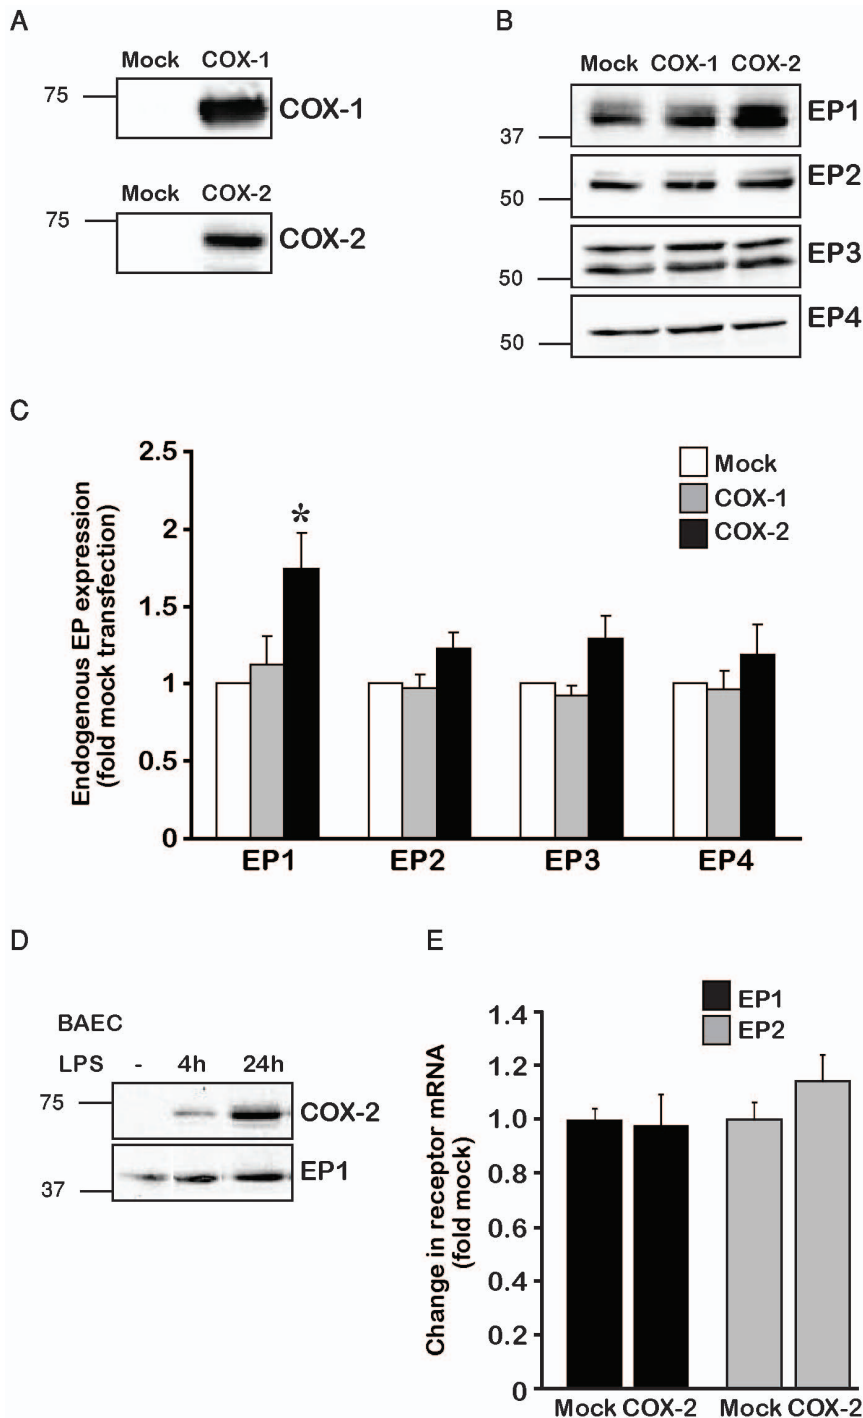 A
Mock COX-1
75
COX-1
Mock COX-2
75
COX-2
B
Mock COX-1 COX-2
EP1
37
EP2
50
EP3
50
EP4
50
C
Endogenous EP expression
(fold mock transfection)
2.5
2
1.5
1
0.5
0
*
Mock
COX-1
COX-2
EP1 EP2 EP3 EP4
D
BAEC
LPS - 4h 24h
75
COX-2
EP1
37
E
EP1
EP2
Change in receptor mRNA
(fold mock)
1.4
1.2
1.0
0.8
0.6
0.4
0.2
0
Mock COX-2 Mock COX-2